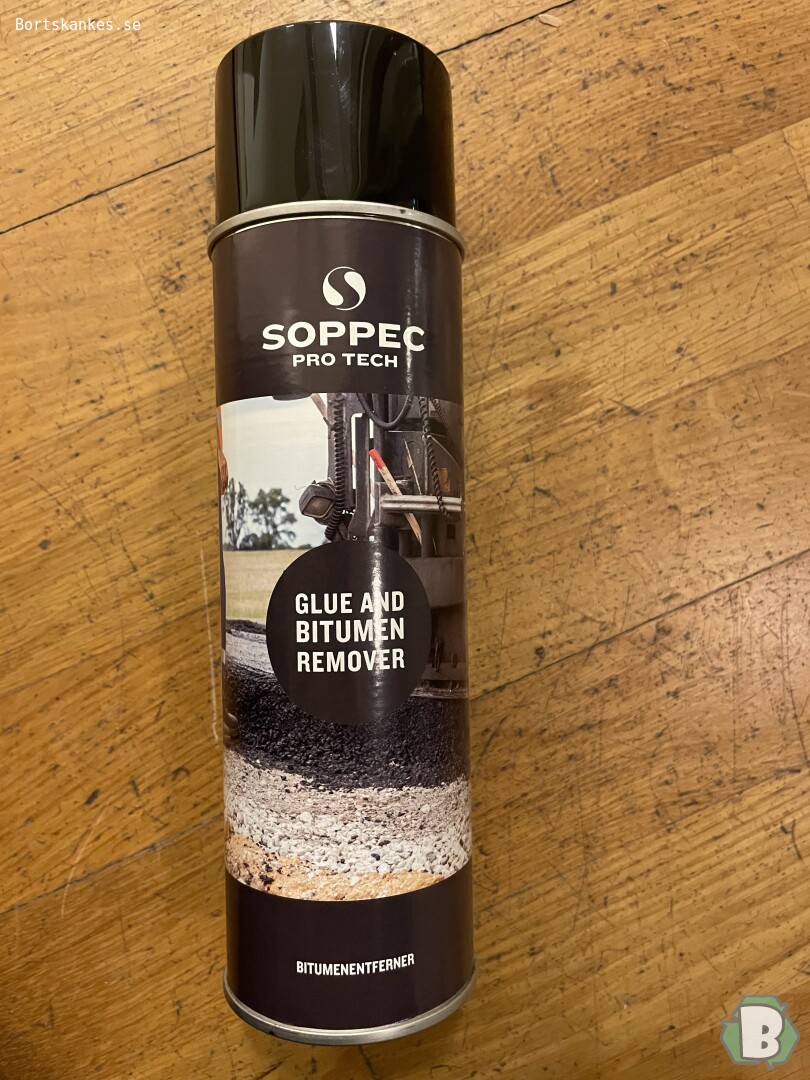 Bortskankes.se
SOPPEC
PRO TECH
GLUE AND
BITUMEN
REMOVER
BITUMENENTFERNER
B